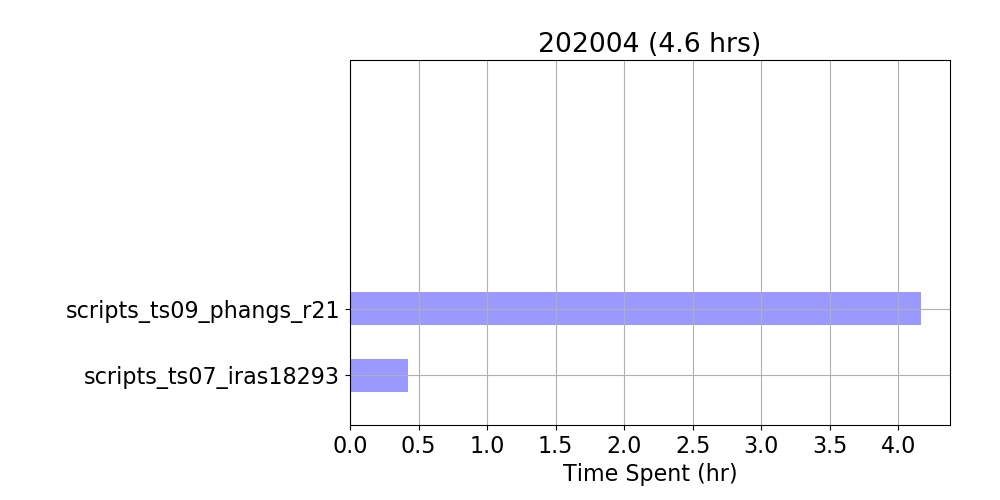 202004 (4.6 hrs)
scripts_ts09_phangs_r21
scripts_ts07_iras18293
0.0 0.5 1.0 1.5 2.0 2.5 3.0 3.5 4.0
Time Spent (hr)